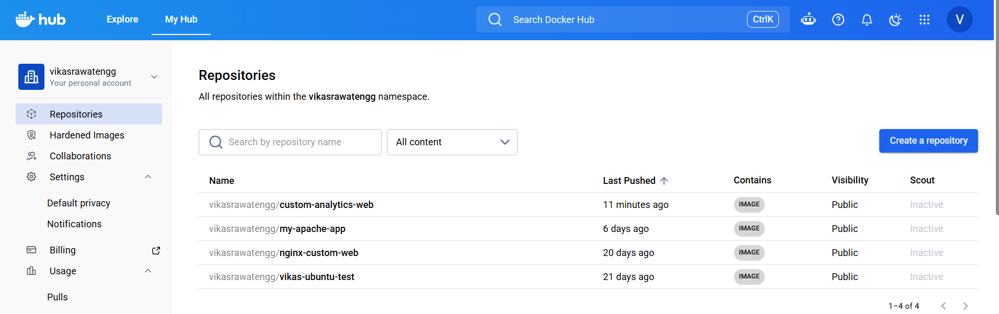 hub Explore My Hub Search Docker Hub CtrlK V
vikasrawatengg
Your personal account
Repositories
Hardened Images
Collaborations
Settings
Default privacy
Notifications
Billing
Usage
Pulls
Repositories
All repositories within the vikasrawatengg namespace.
Search by repository name All content Create a repository
Name Last Pushed Contains Visibility Scout
vikasrawatengg/custom-analytics-web 11 minutes ago IMAGE Public Inactive
vikasrawatengg/my-apache-app 6 days ago IMAGE Public Inactive
vikasrawatengg/nginx-custom-web 20 days ago IMAGE Public Inactive
vikasrawatengg/vikas-ubuntu-test 21 days ago IMAGE Public Inactive
1–4 of 4